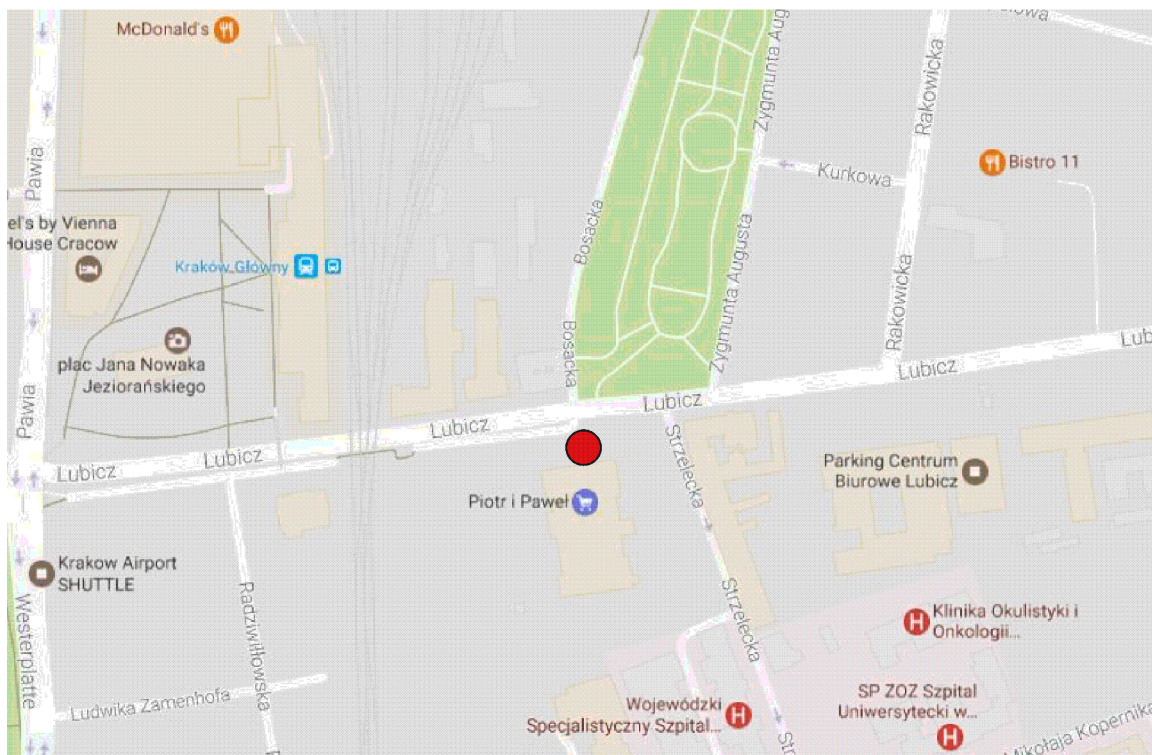 McDonald's
Zygmunta Aug
Rakowicka
Pawia
Kurkowa
Bistro 11
el's by Vienna
House Cracow
Bosacka
Zygmunta Augusta
Kraków Główny
Rakowicka
plac Jana Nowaka
Jeziorańskiego
Bosacka
Lub
Lubicz
Pawia
Lubicz
Lubicz
Lubicz
Lubicz
Strzelecka
Parking Centrum
Biurowe Lubicz
Piotr i Paweł
Krakow Airport
SHUTTLE
Westerplatte
Radziwiłłowska
Strzelecka
Klinika Okulistyki i
Onkologii...
Ludwika Zamenhofa
Wojewódzki
Specjalistyczny Szpital...
H
SP ZOZ Szpital
Uniwersytecki w...
H
H
Mikołaja Kopernika